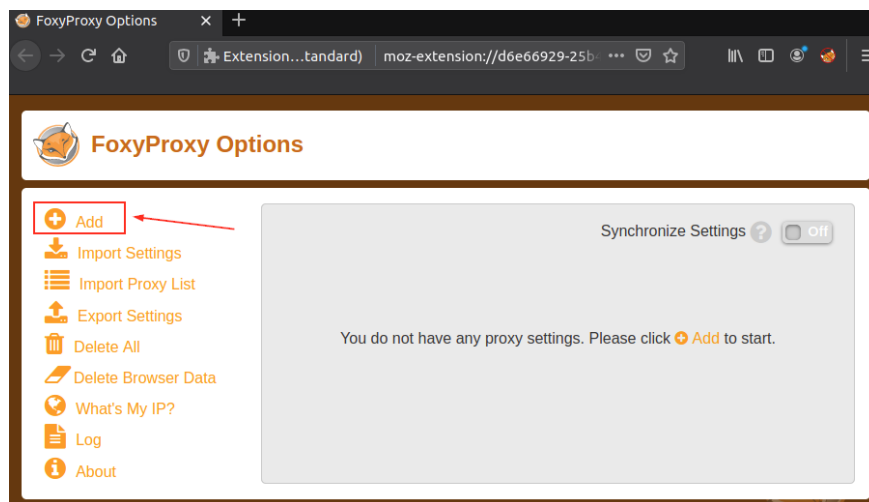 FoxyProxy Options
Extension...tandard) moz-extension://d6e66929-25b
FoxyProxy Options
Add
Import Settings
Import Proxy List
Export Settings
Delete All
Delete Browser Data
What's My IP?
Log
About
Synchronize Settings ? Off
You do not have any proxy settings. Please click Add to start.